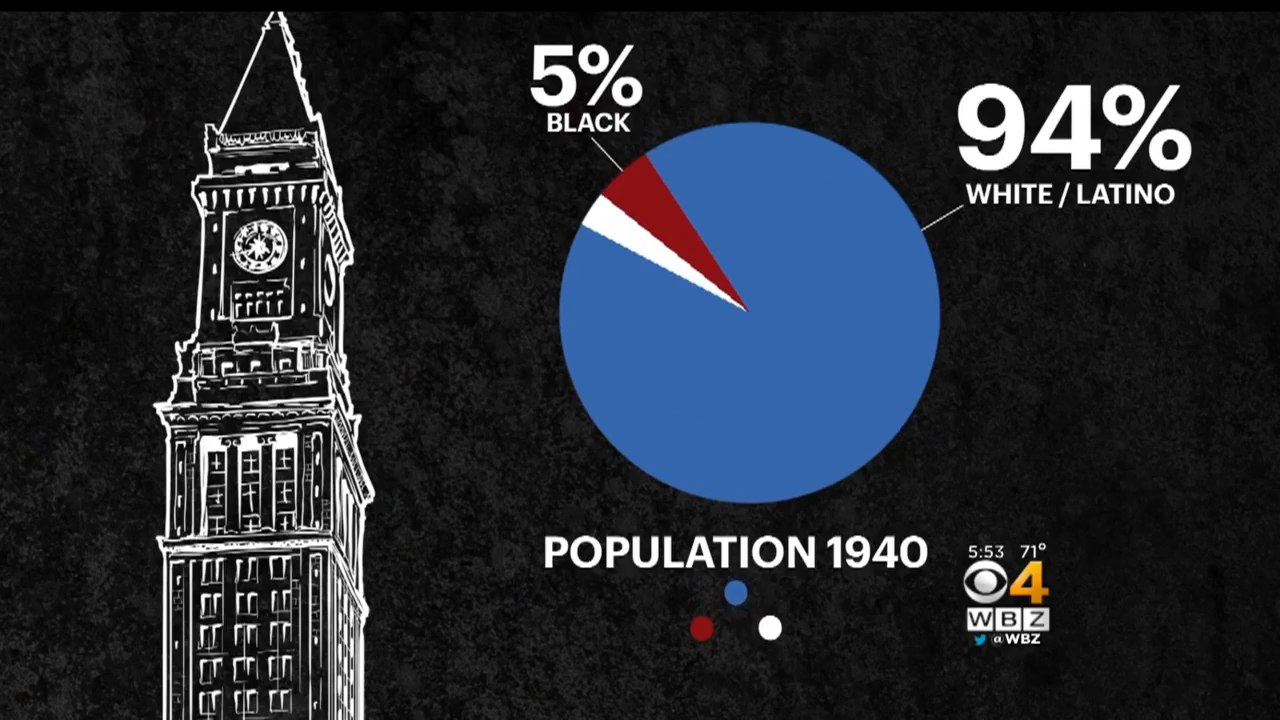 5%
BLACK
94%
WHITE / LATINO
POPULATION 1940
5:53 71°
4
WBZ
@WBZ